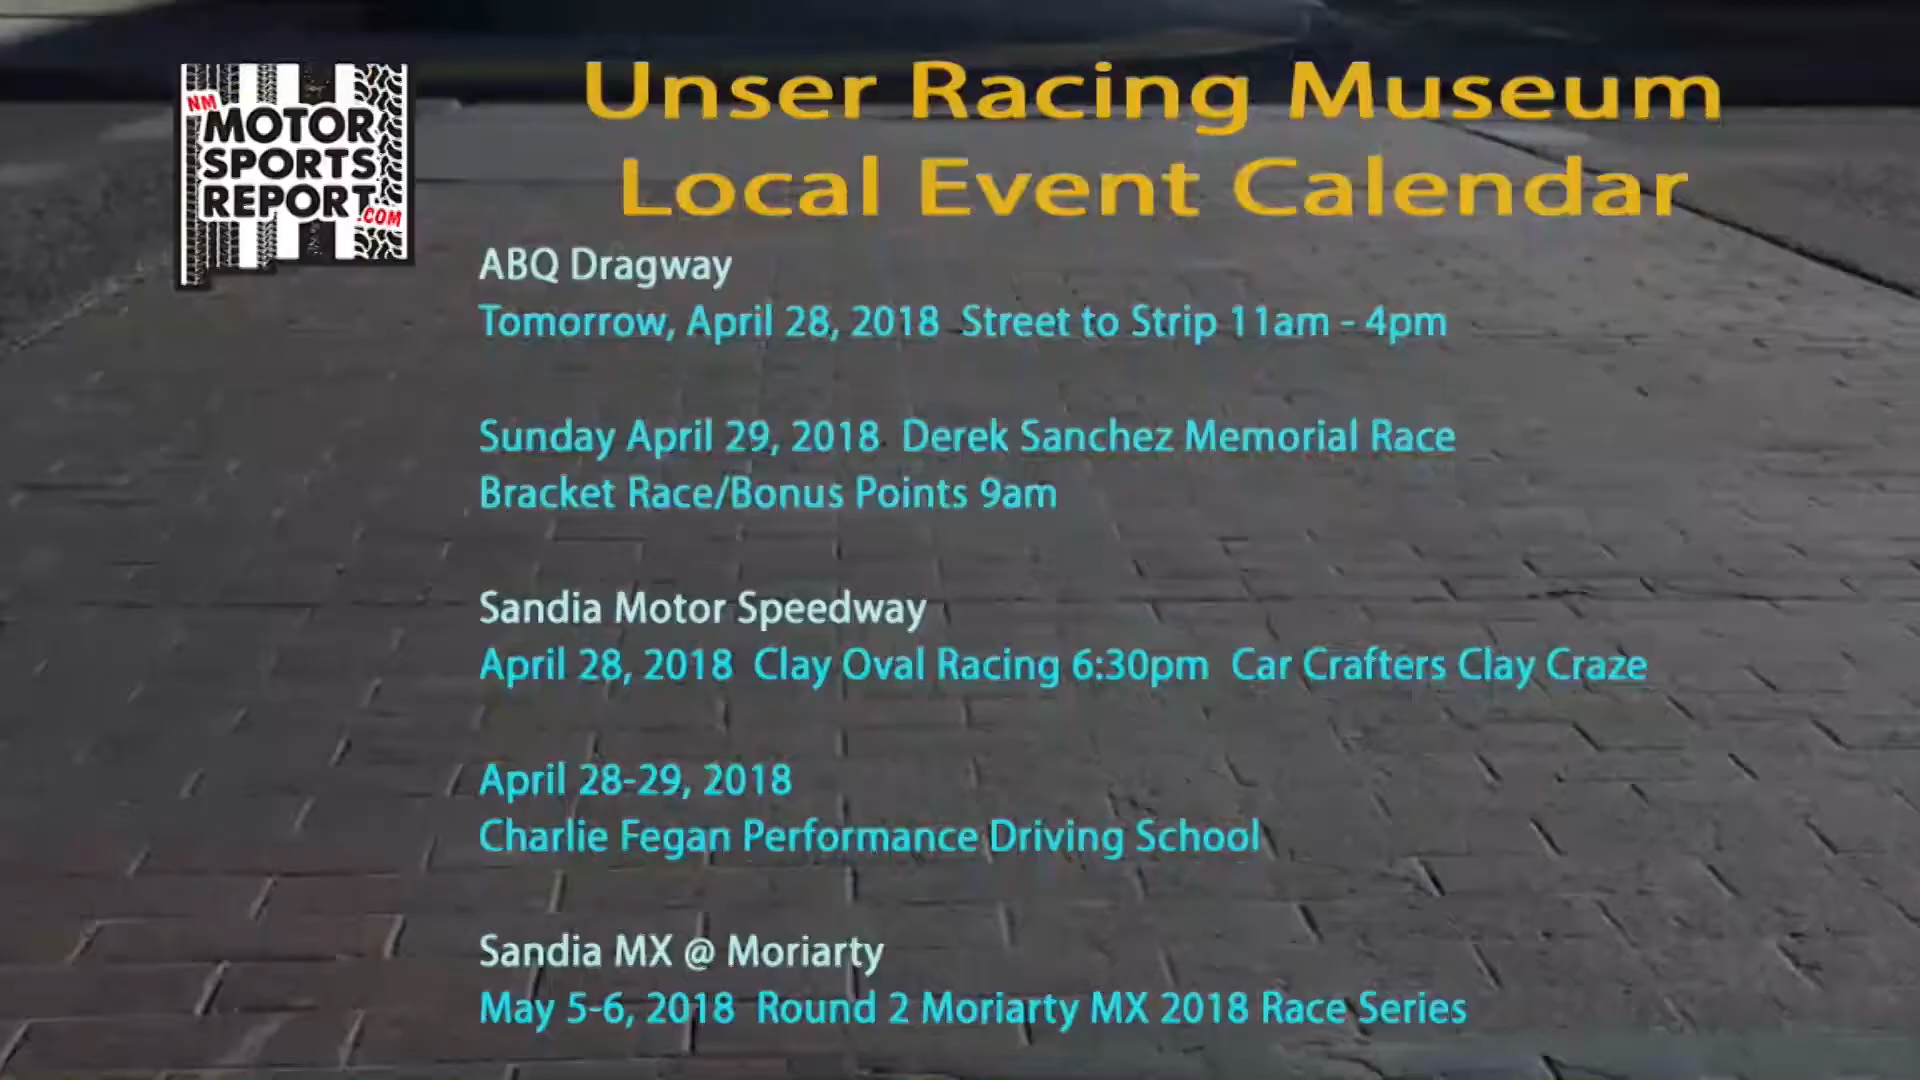 NM
MOTOR
SPORTS
REPORT
.COM
Unser Racing Museum
Local Event Calendar
ABQ Dragway
Tomorrow, April 28, 2018 Street to Strip 11am - 4pm
Sunday April 29, 2018 Derek Sanchez Memorial Race
Bracket Race/Bonus Points 9am
Sandia Motor Speedway
April 28, 2018 Clay Oval Racing 6:30pm Car Crafters Clay Craze
April 28-29, 2018
Charlie Fegan Performance Driving School
Sandia MX @ Moriarty
May 5-6, 2018 Round 2 Moriarty MX 2018 Race Series